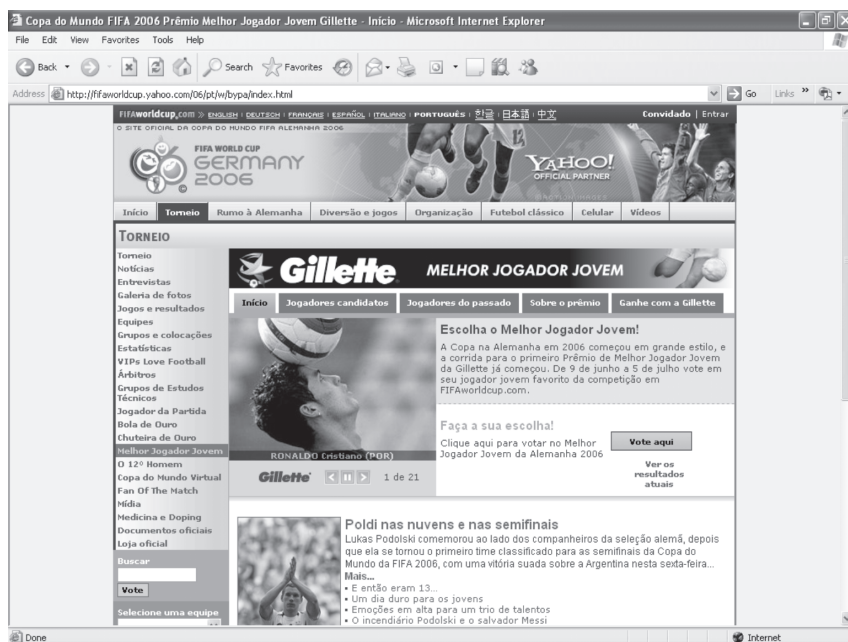 Copa do Mundo FIFA 2006 Prêmio Melhor Jogador Jovem Gillette - Início - Microsoft Internet Explorer
File Edit View Favorites Tools Help
Back Search Favorites
Address http://fifaworldcup.yahoo.com/06/pt/w/bypa/index.html Go Links »
FIFAworldcup.com » ENGLISH | DEUTSCH | FRANÇAIS | ESPAÑOL | ITALIANO | PORTUGUÊS | 한글 | 日本語 | 中文 Convidado | Entrar
O SITE OFICIAL DA COPA DO MUNDO FIFA ALEMANHA 2006
FIFA WORLD CUP
GERMANY
2006
©
YAHOO!
OFFICIAL PARTNER
Início Torneio Rumo à Alemanha Diversão e jogos Organização Futebol clássico Celular Vídeos
TORNEIO
Torneio
Notícias
Entrevistas
Galeria de fotos
Jogos e resultados
Equipes
Grupos e colocações
Estatísticas
VIPs Love Football
Árbitros
Grupos de Estudos
Técnicos
Jogador da Partida
Bola de Ouro
Chuteira de Ouro
Melhor Jogador Jovem
O 12º Homem
Copa do Mundo Virtual
Fan Of The Match
Mídia
Medicina e Doping
Documentos oficiais
Loja oficial
Buscar
Vote
Selecione uma equipe
Gillette MELHOR JOGADOR JOVEM
Início Jogadores candidatos Jogadores do passado Sobre o prêmio Ganhe com a Gillette
RONALDO Cristiano (POR)
Gillette 1 de 21
Escolha o Melhor Jogador Jovem!
A Copa na Alemanha em 2006 começou em grande estilo, e
a corrida para o primeiro Prêmio de Melhor Jogador Jovem
da Gillette já começou. De 9 de junho a 5 de julho vote em
seu jogador jovem favorito da competição em
FIFAworldcup.com.
Faça a sua escolha!
Clique aqui para votar no Melhor
Jogador Jovem da Alemanha 2006
Vote aqui
Ver os
resultados
atuais
Poldi nas nuvens e nas semifinais
Lukas Podolski comemorou ao lado dos companheiros da seleção alemã, depois
que ela se tornou o primeiro time classificado para as semifinais da Copa do
Mundo da FIFA 2006, com uma vitória suada sobre a Argentina nesta sexta-feira...
Mais...
▪ E então eram 13...
▪ Um dia duro para os jovens
▪ Emoções em alta para um trio de talentos
▪ O incendiário Podolski e o salvador Messi
Done Internet